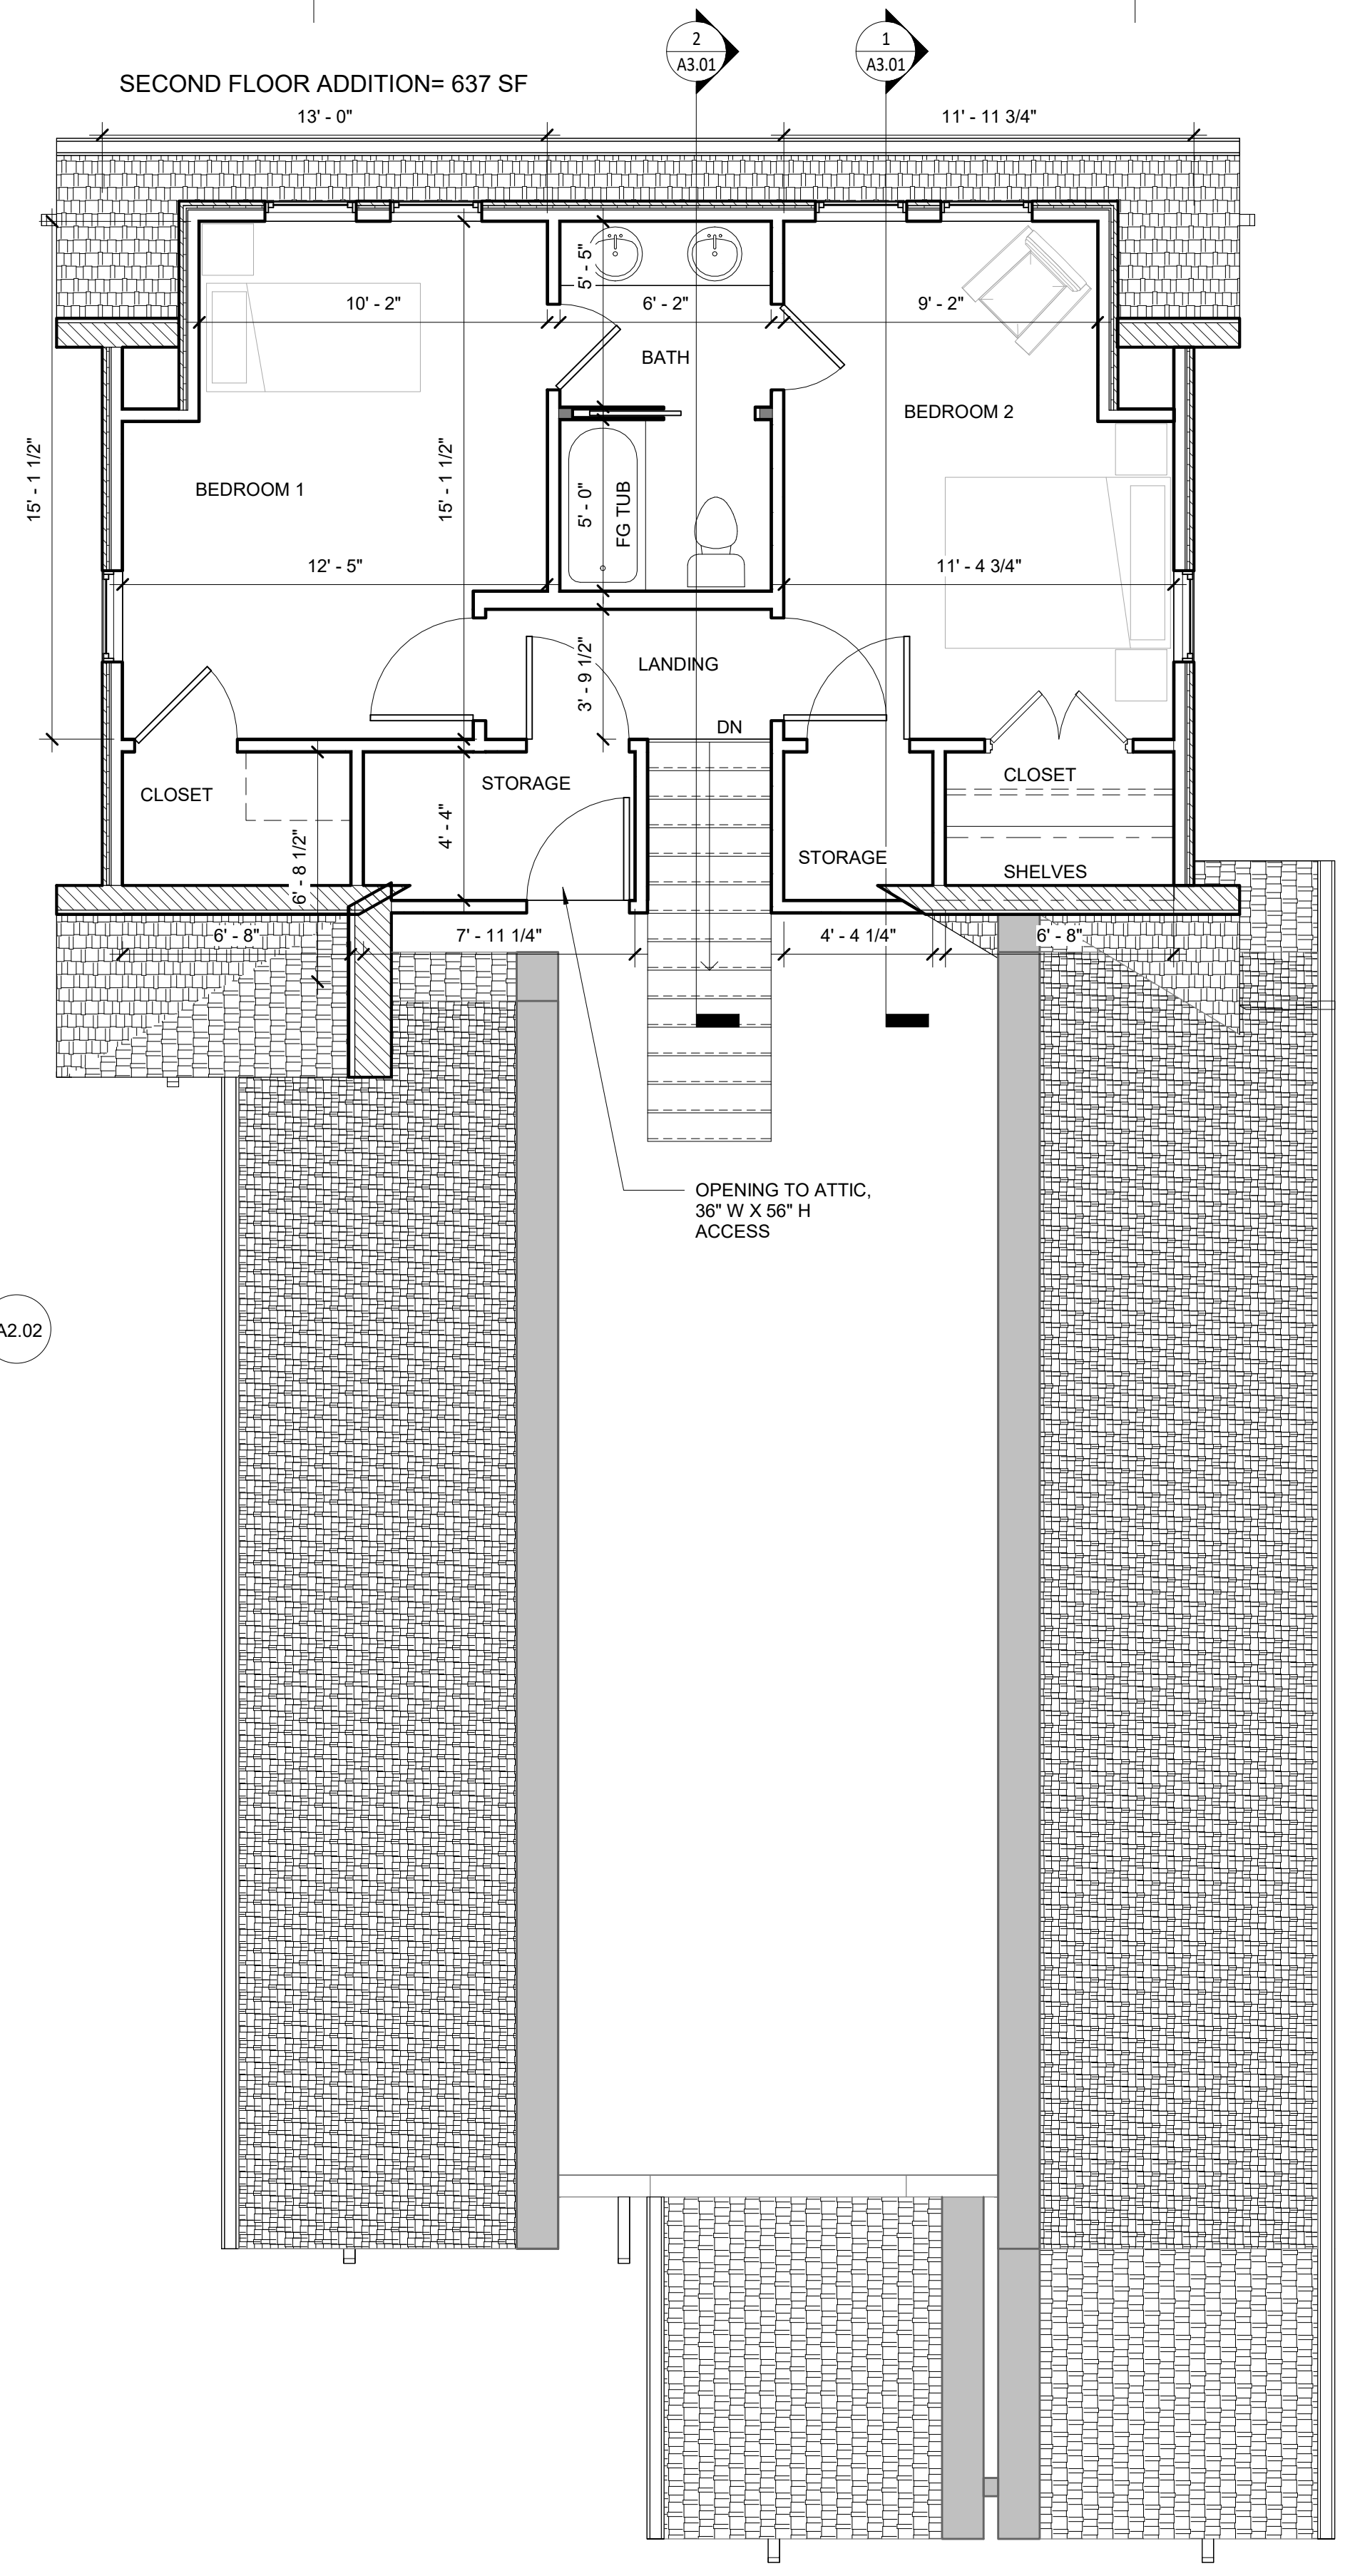 2
A3.01
1
A3.01
SECOND FLOOR ADDITION= 637 SF
13' - 0"
11' - 11 3/4"
5' - 5"
10' - 2"
6' - 2"
9' - 2"
BATH
BEDROOM 2
15' - 1 1/2"
15' - 1 1/2"
BEDROOM 1
5' - 0"
FG TUB
12' - 5"
11' - 4 3/4"
3' - 9 1/2"
LANDING
DN
CLOSET
STORAGE
CLOSET
4' - 4"
6' - 8 1/2"
STORAGE
SHELVES
6' - 8"
7' - 11 1/4"
4' - 4 1/4"
6' - 8"
OPENING TO ATTIC,
36" W X 56" H
ACCESS
A2.02